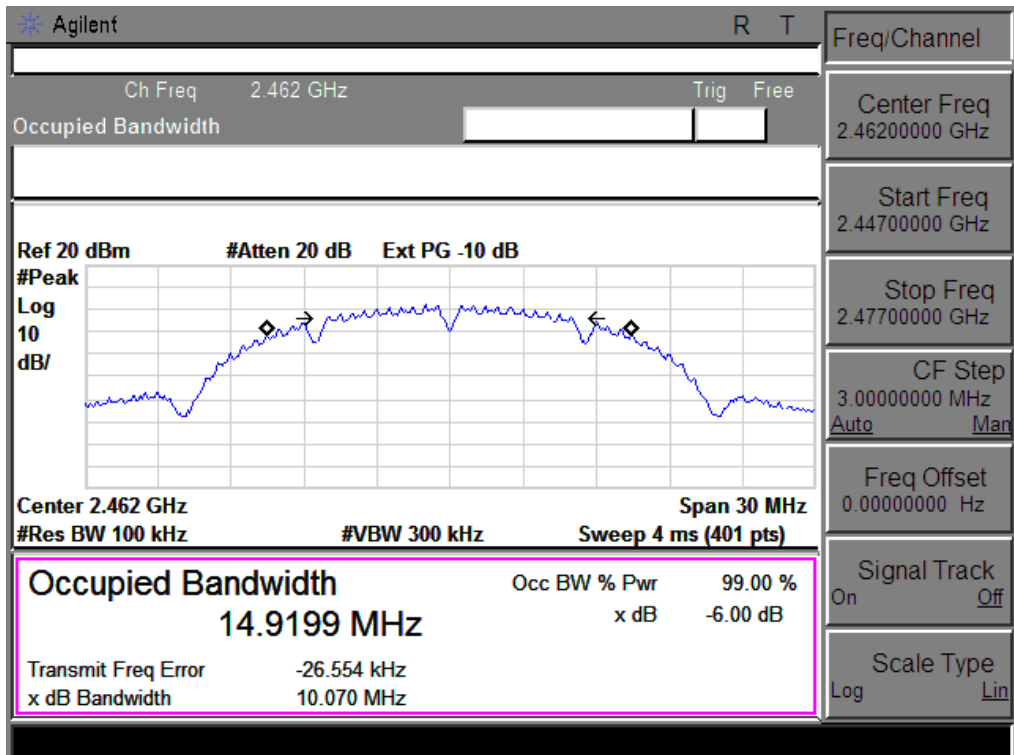 Agilent R T
Ch Freq 2.462 GHz Trig Free
Occupied Bandwidth
Ref 20 dBm #Atten 20 dB Ext PG -10 dB
#Peak
Log
10
dB/
Center 2.462 GHz Span 30 MHz
#Res BW 100 kHz #VBW 300 kHz Sweep 4 ms (401 pts)
Occupied Bandwidth
14.9199 MHz
Occ BW % Pwr 99.00 %
x dB -6.00 dB
Transmit Freq Error -26.554 kHz
x dB Bandwidth 10.070 MHz
Freq/Channel
Center Freq
2.46200000 GHz
Start Freq
2.44700000 GHz
Stop Freq
2.47700000 GHz
CF Step
3.00000000 MHz
Auto Man
Freq Offset
0.00000000 Hz
Signal Track
On Off
Scale Type
Log Lin